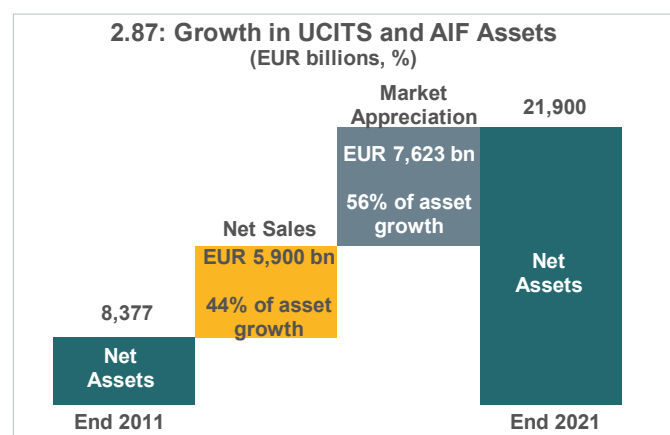 2.87: Growth in UCITS and AIF Assets
(EUR billions, %)
Market
Appreciation
21,900
EUR 7,623 bn
56% of asset
growth
Net Sales
EUR 5,900 bn
44% of asset
growth
Net
Assets
8,377
Net
Assets
End 2011
End 2021